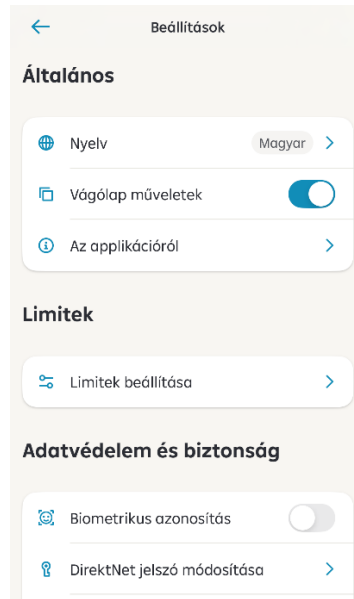 Beállítások
Általános
Nyelv Magyar
Vágólap műveletek
Az applikációról
Limitek
Limitek beállítása
Adatvédelem és biztonság
Biometrikus azonosítás
DirektNet jelszó módosítása